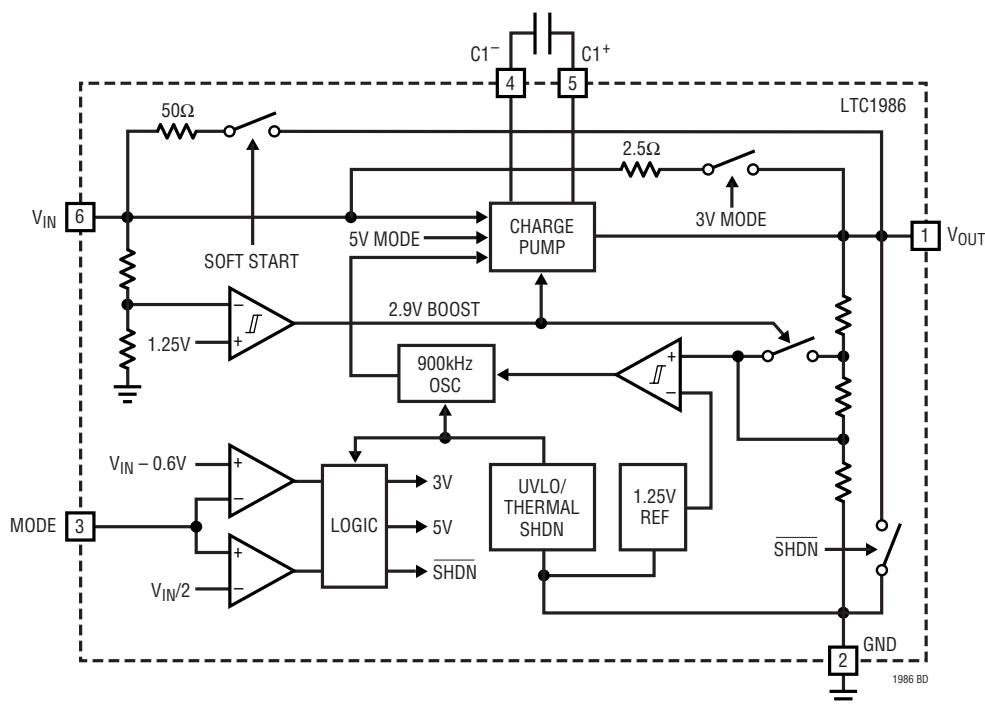 C1–
C1+
4
5
LTC1986
50Ω
2.5Ω
3V MODE
VIN
6
5V MODE
CHARGE
PUMP
1
VOUT
SOFT START
2.9V BOOST
–
+
1.25V
900kHz
OSC
+
–
VIN – 0.6V
+
–
3V
UVLO/
THERMAL
SHDN
1.25V
REF
MODE
3
LOGIC
5V
SHDN
+
–
VIN/2
SHDN
GND
2
1986 BD